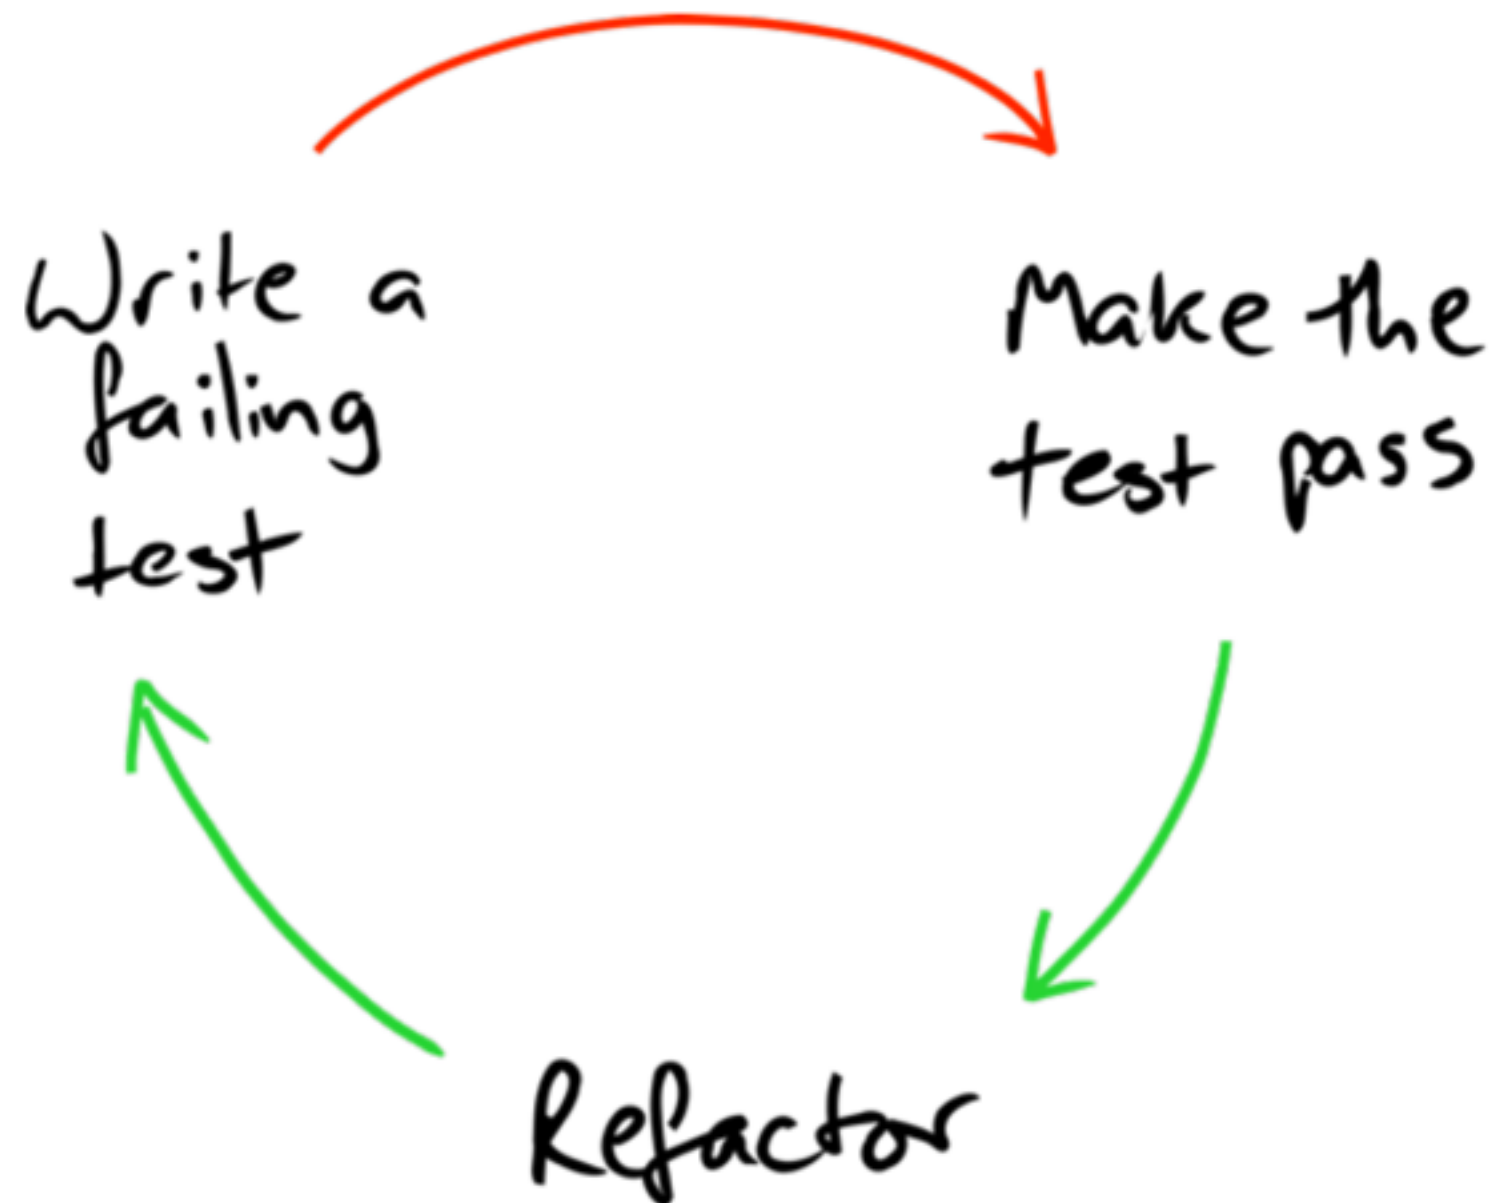 Write a
failing
test
Make the
test pass
Refactor